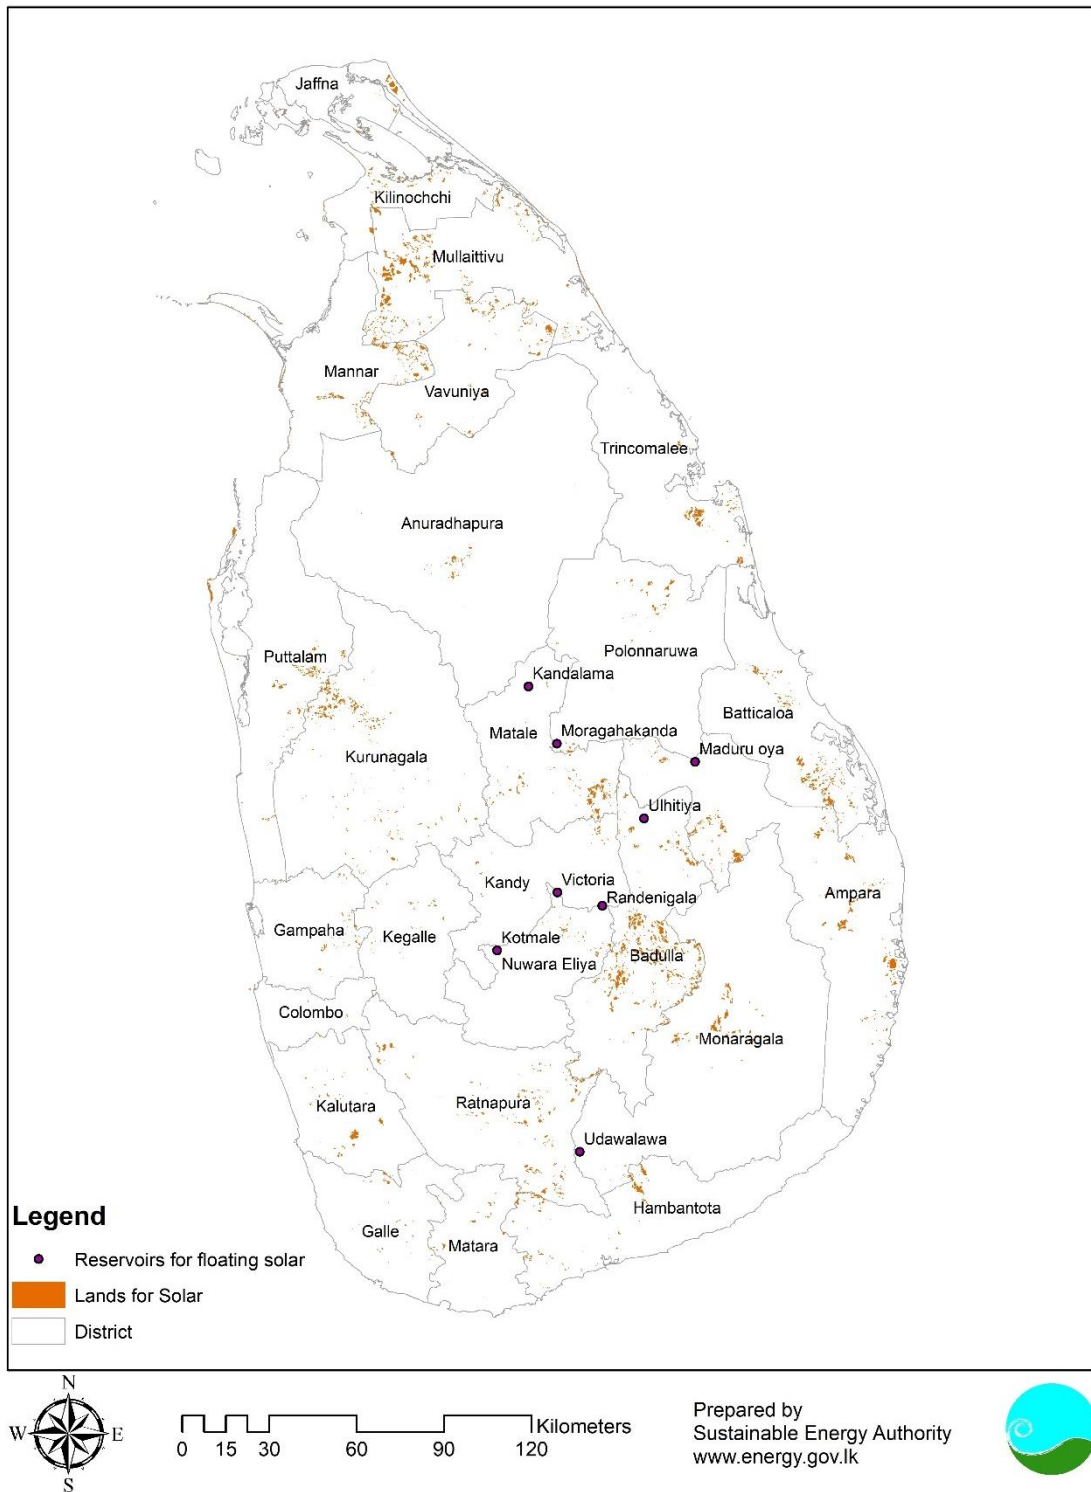 Jaffna
Kilinochchi
Mullaittivu
Mannar
Vavuniya
Trincomalee
Anuradhapura
Puttalam
Polonnaruwa
Kandalama
Batticaloa
Matale
Moragahakanda
Maduru oya
Kurunagala
Ulhitiya
Kandy
Victoria
Ampara
Randenigala
Gampaha
Kegalle
Kotmale
Badulla
Nuwara Eliya
Colombo
Monaragala
Kalutara
Ratnapura
Udawalawa
Hambantota
Galle
Matara
Legend
Reservoirs for floating solar
Lands for Solar
District
N
W E
S
Kilometers
0 15 30 60 90 120
Prepared by
Sustainable Energy Authority
www.energy.gov.lk